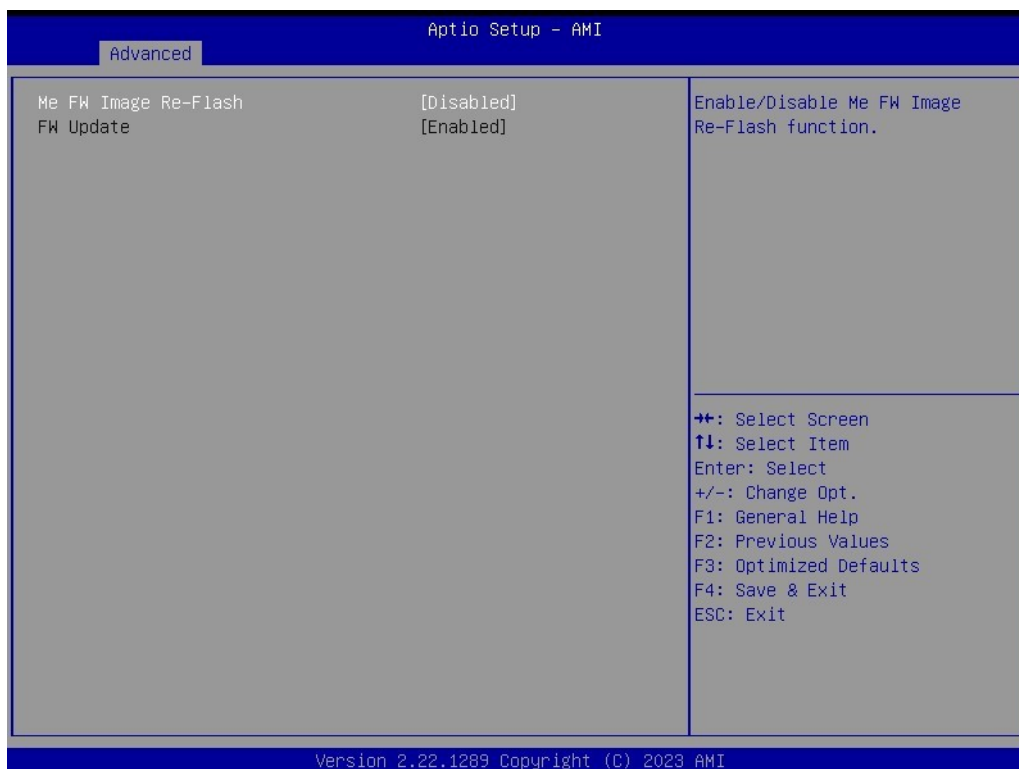 Aptio Setup – AMI
Advanced
Me FW Image Re-Flash [Disabled]
FW Update [Enabled]
Enable/Disable Me FW Image
Re-Flash function.
→←: Select Screen
↑↓: Select Item
Enter: Select
+/-: Change Opt.
F1: General Help
F2: Previous Values
F3: Optimized Defaults
F4: Save & Exit
ESC: Exit
Version 2.22.1289 Copyright (C) 2023 AMI